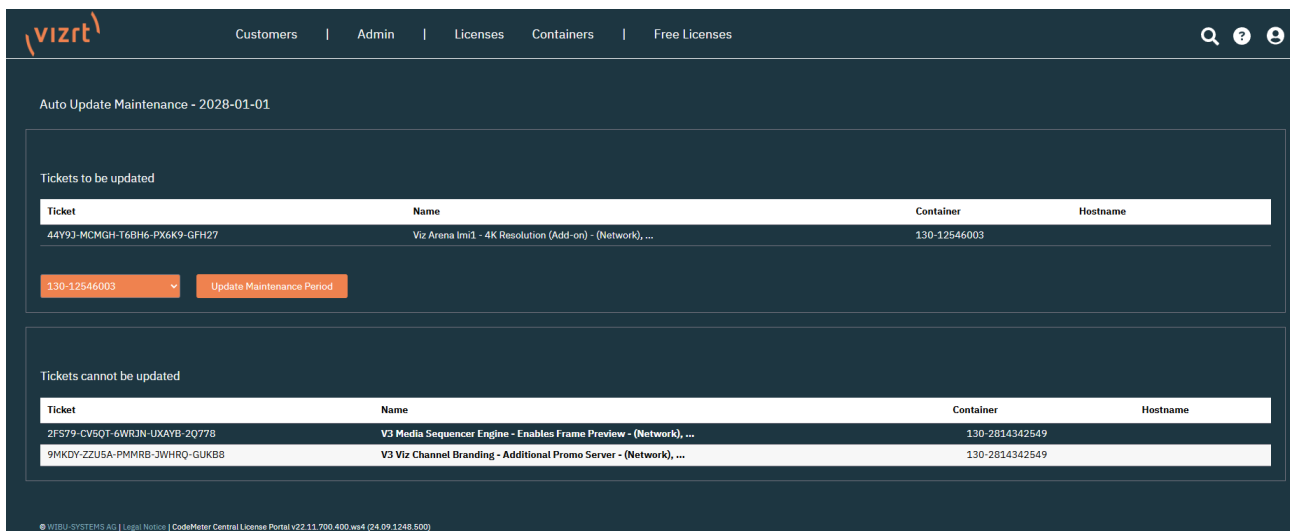 vizrt
Customers | Admin | Licenses Containers | Free Licenses
Auto Update Maintenance - 2028-01-01
Tickets to be updated
Ticket Name Container Hostname
44Y9J-MCMGH-T6BH6-PX6K9-GFH27 Viz Arena Imi1 - 4K Resolution (Add-on) - (Network), ... 130-12546003
130-12546003 Update Maintenance Period
Tickets cannot be updated
Ticket Name Container Hostname
2FS79-CV5QT-6WRJN-UXAYB-2Q778 V3 Media Sequencer Engine - Enables Frame Preview - (Network), ... 130-2814342549
9MKDY-ZZU5A-PMMRB-JWHRQ-GUKB8 V3 Viz Channel Branding - Additional Promo Server - (Network), ... 130-2814342549
© WIBU-SYSTEMS AG | Legal Notice | CodeMeter Central License Portal v22.11.700.400.ws4 (24.09.1248.500)